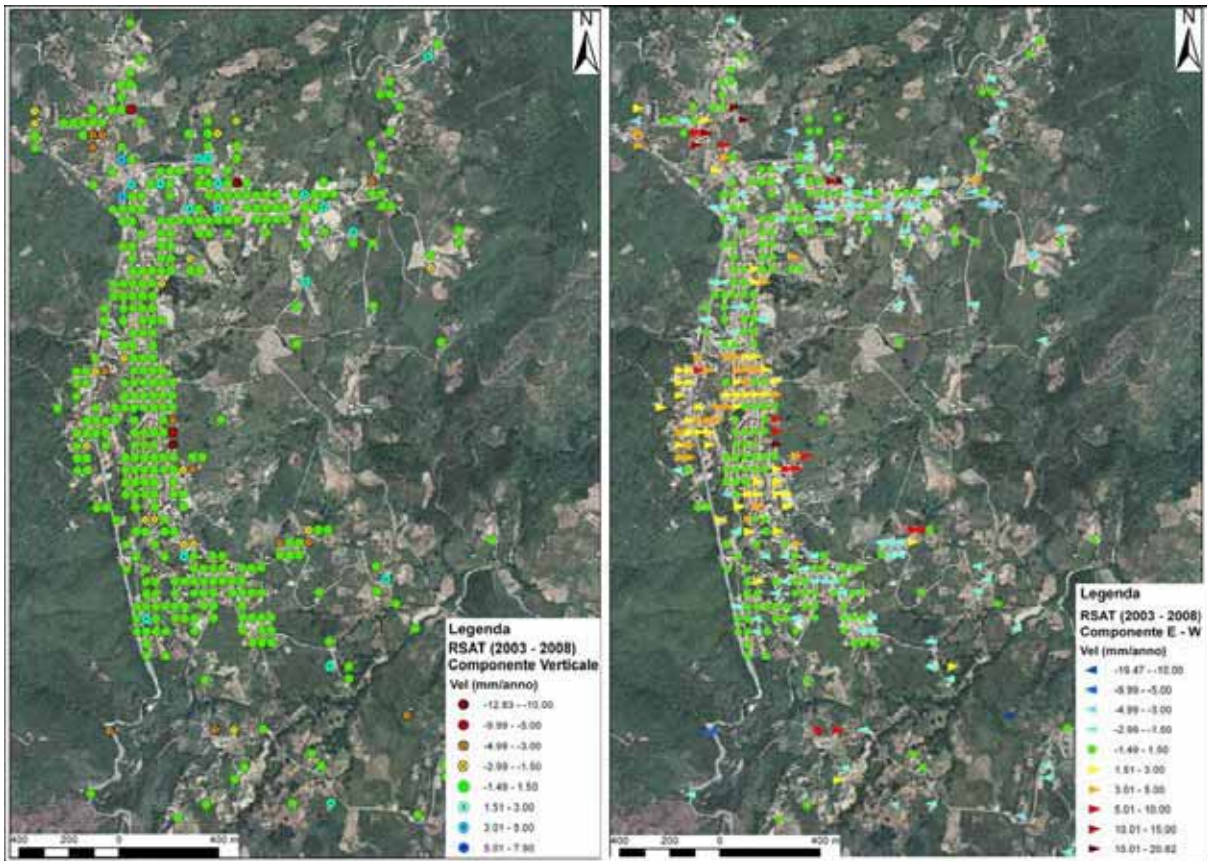 N
Legenda
RSAT (2003 - 2008)
Componente Verticale
Vel (mm/anno)
-12.83 - -10.00
-9.99 - -5.00
-4.99 - -3.00
-2.99 - -1.50
-1.49 - 1.50
1.51 - 3.00
3.01 - 5.00
5.01 - 7.90
400 200 0 400 m
N
Legenda
RSAT (2003 - 2008)
Componente E - W
Vel (mm/anno)
-19.47 - -10.00
-9.99 - -5.00
-4.99 - -3.00
-2.99 - -1.50
-1.49 - 1.50
1.51 - 3.00
3.01 - 5.00
5.01 - 10.00
10.01 - 15.00
15.01 - 20.62
400 200 0 400 m